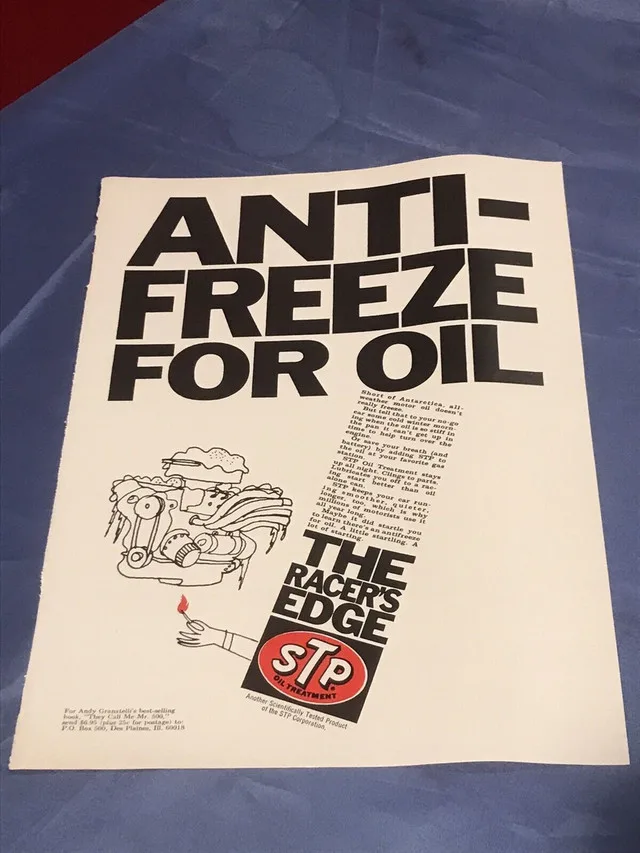 ANTI-
FREEZE
FOR OIL
Short of Antarctica, all-
weather motor oil doesn't
really freeze.
But tell that to your no-go
car some cold winter morn-
ing when the oil is so stiff in
the pan it can't get up in
time to help turn over the
engine.
Or save your breath (and
battery) by adding STP to
the oil at your favorite gas
station.
STP Oil Treatment stays
up all night. Clings to parts.
Lubricates you off to a rac-
ing start better than oil
alone can.
STP keeps your car run-
ning smoother, quieter,
longer, too, which is why
millions of motorists use it
all year long.
Maybe it did startle you
to learn there's an antifreeze
for oil. A little startling. A
lot of starting.
THE
RACER'S
EDGE
STP
OIL TREATMENT
Another Scientifically Tested Product
of the STP Corporation.
For Andy Granatelli's best-selling
book, "They Call Me Mr. 500,"
send $6.95 (plus 25c for postage) to:
P.O. Box 500, Des Plaines, Ill. 60018